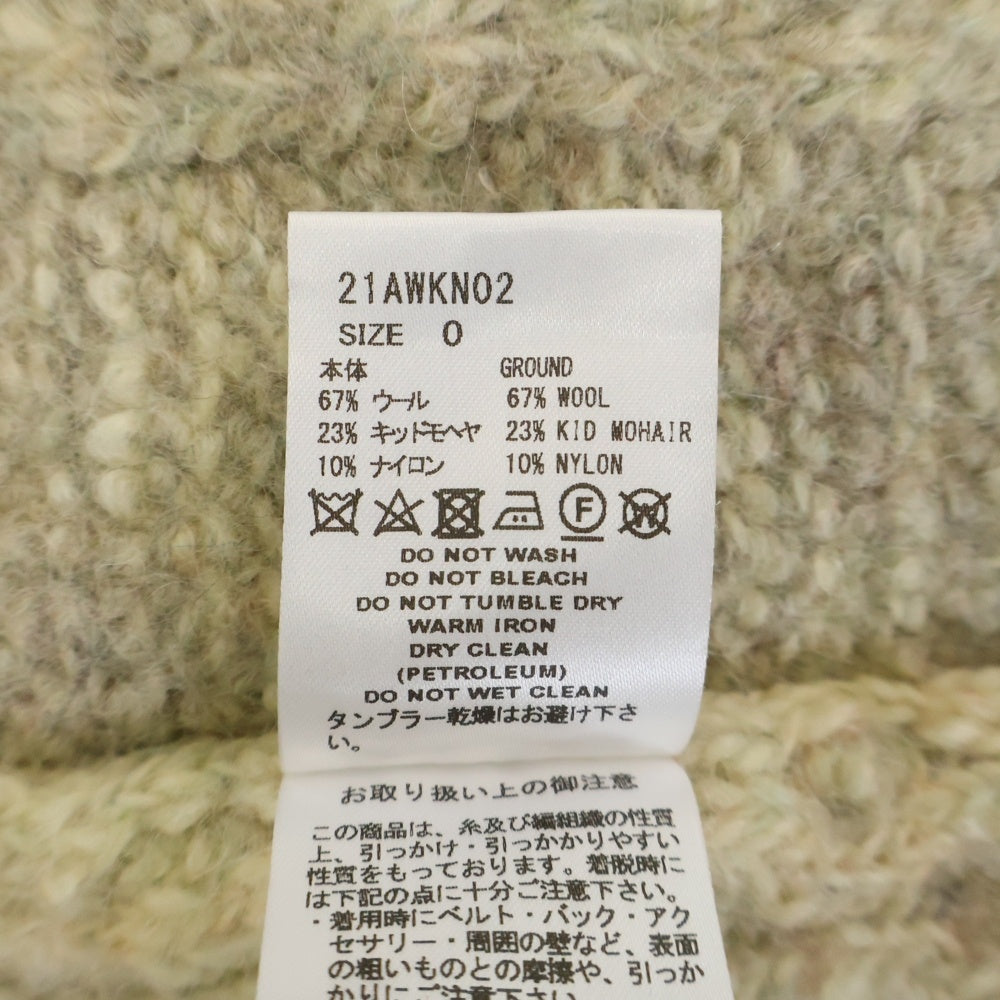 21AWKN02
SIZE 0
本体 GROUND
67% ウール 67% WOOL
23% キッドモヘヤ 23% KID MOHAIR
10% ナイロン 10% NYLON
F W
DO NOT WASH
DO NOT BLEACH
DO NOT TUMBLE DRY
WARM IRON
DRY CLEAN
(PETROLEUM)
DO NOT WET CLEAN
タンブラー乾燥はお避け下さ
い。
お取り扱い上の御注意
この商品は、糸及び編組織の性質
上、引っかけ・引っかかりやすい
性質をもっております。着脱時に
は下記の点に十分ご注意下さい。
・着用時にベルト・バック・アク
セサリー・周囲の壁など、表面
の粗いものとの摩擦や、引っか
かりにご注意下さい。